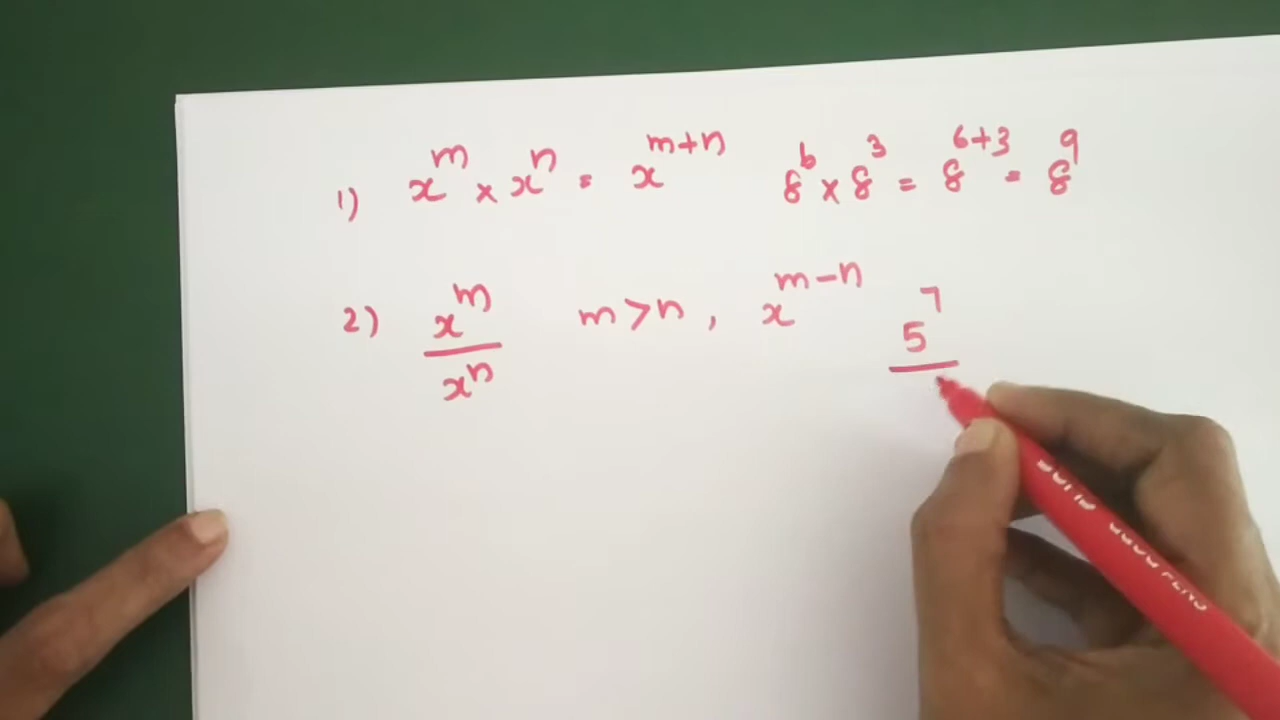 1) x^m × x^n = x^{m+n} 8^6 × 8^3 = 8^{6+3} = 8^9
2) x^m / x^n m > n , x^{m-n} 5^7 /